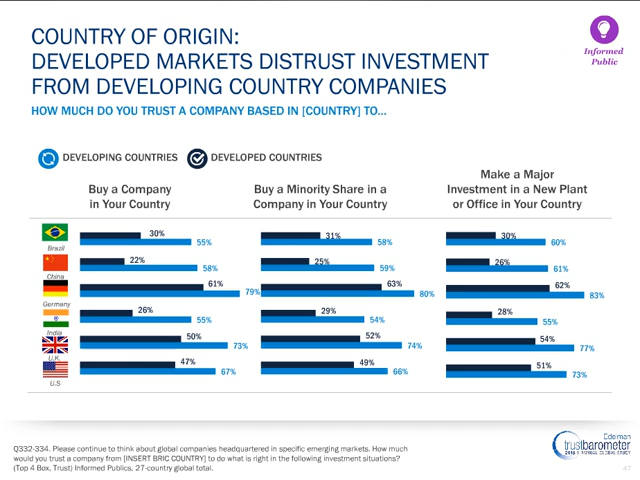 COUNTRY OF ORIGIN:
DEVELOPED MARKETS DISTRUST INVESTMENT
FROM DEVELOPING COUNTRY COMPANIES
HOW MUCH DO YOU TRUST A COMPANY BASED IN [COUNTRY] TO...
Informed
Public
DEVELOPING COUNTRIES
DEVELOPED COUNTRIES
Buy a Company
in Your Country
Buy a Minority Share in a
Company in Your Country
Make a Major
Investment in a New Plant
or Office in Your Country
Brazil
30%
55%
31%
58%
30%
60%
China
22%
58%
25%
59%
26%
61%
Germany
61%
79%
63%
80%
62%
83%
India
26%
55%
29%
54%
28%
55%
U.K.
50%
73%
52%
74%
54%
77%
U.S
47%
67%
49%
66%
51%
73%
Q332-334. Please continue to think about global companies headquartered in specific emerging markets. How much
would you trust a company from [INSERT BRIC COUNTRY] to do what is right in the following investment situations?
(Top 4 Box, Trust) Informed Publics, 27-country global total.
Edelman
trustbarometer
ANNUAL GLOBAL STUDY
47